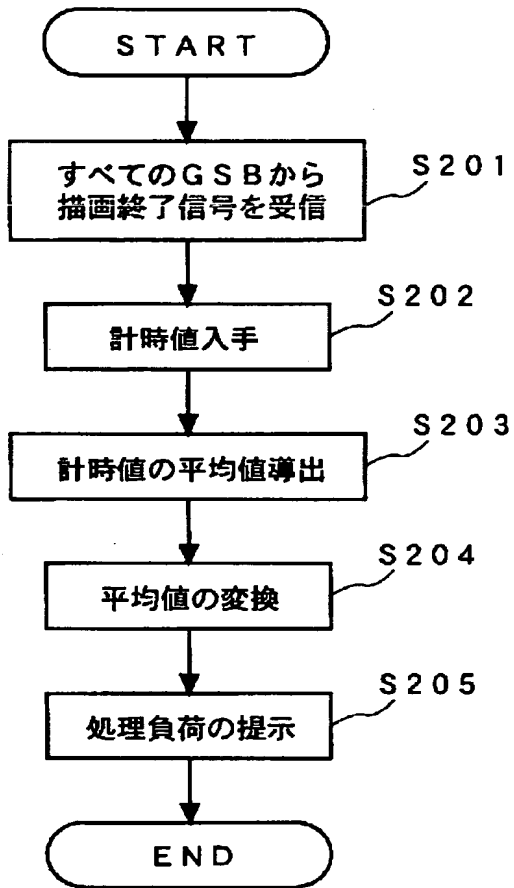 START
すべてのGSBから
描画終了信号を受信
S201
S202
計時値入手
S203
計時値の平均値導出
S204
平均値の変換
S205
処理負荷の提示
END